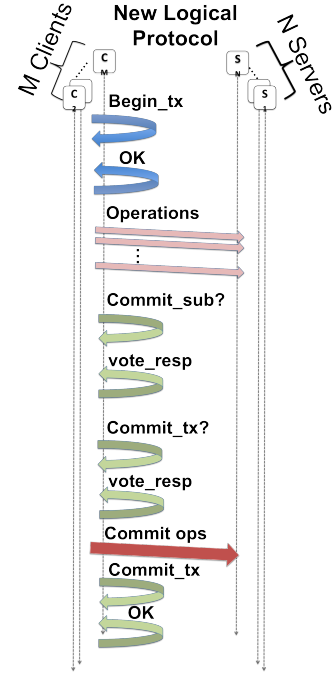 New Logical
Protocol
M Clients
N Servers
C
M
S
N
C
2
S
1
Begin_tx
OK
Operations
Commit_sub?
vote_resp
Commit_tx?
vote_resp
Commit ops
Commit_tx
OK